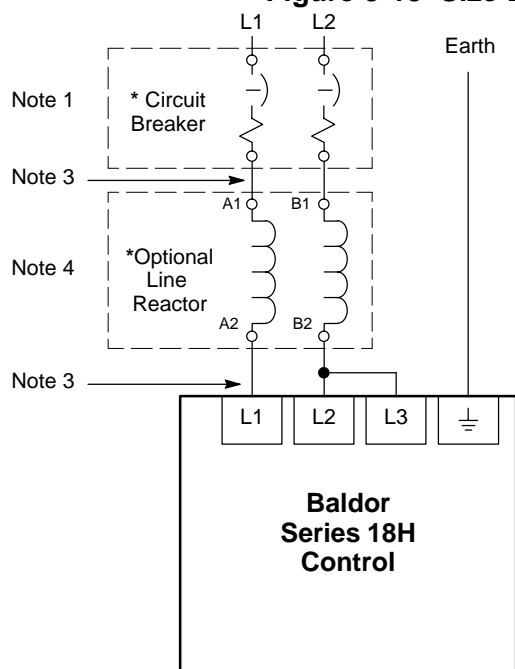 L1 L2
Earth
Note 1
* Circuit
Breaker
Note 3
A1 B1
Note 4
*Optional
Line
Reactor
A2 B2
Note 3
L1 L2 L3
Baldor
Series 18H
Control